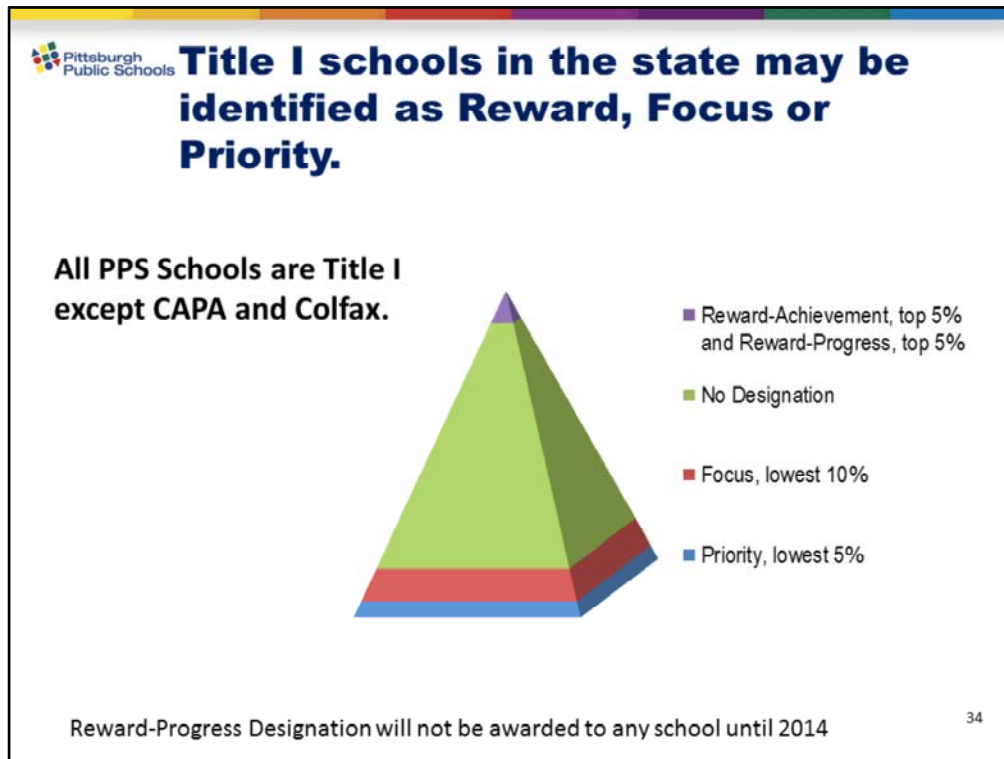 Pittsburgh
Public Schools
Title I schools in the state may be
identified as Reward, Focus or
Priority.
All PPS Schools are Title I
except CAPA and Colfax.
Reward-Achievement, top 5%
and Reward-Progress, top 5%
No Designation
Focus, lowest 10%
Priority, lowest 5%
Reward-Progress Designation will not be awarded to any school until 2014
34